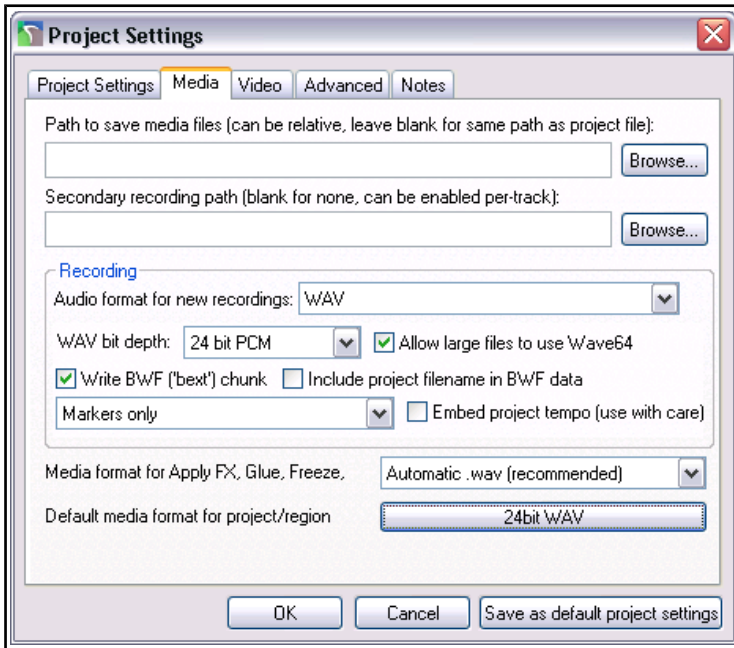 Project Settings
Project Settings Media Video Advanced Notes
Path to save media files (can be relative, leave blank for same path as project file):
Browse...
Secondary recording path (blank for none, can be enabled per-track):
Browse...
Recording
Audio format for new recordings: WAV
WAV bit depth: 24 bit PCM Allow large files to use Wave64
Write BWF ('bext') chunk Include project filename in BWF data
Markers only Embed project tempo (use with care)
Media format for Apply FX, Glue, Freeze, Automatic .wav (recommended)
Default media format for project/region 24bit WAV
OK Cancel Save as default project settings